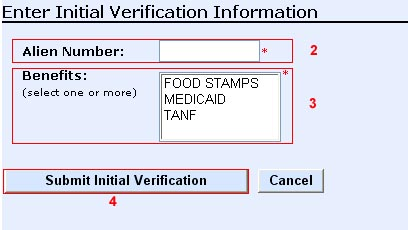 Enter Initial Verification Information
Alien Number: * 2
Benefits: *
(select one or more)
FOOD STAMPS
MEDICAID
TANF
3
Submit Initial Verification Cancel
4